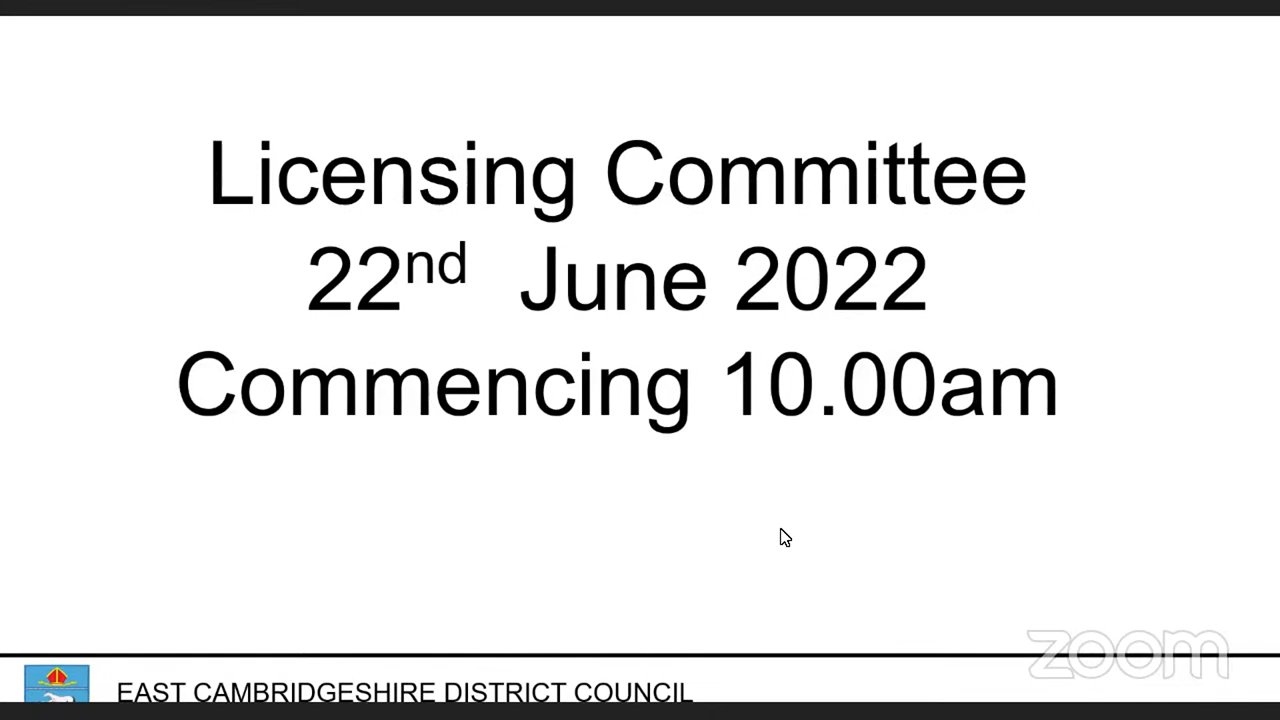 Licensing Committee
22nd June 2022
Commencing 10.00am
zoom
EAST CAMBRIDGESHIRE DISTRICT COUNCIL